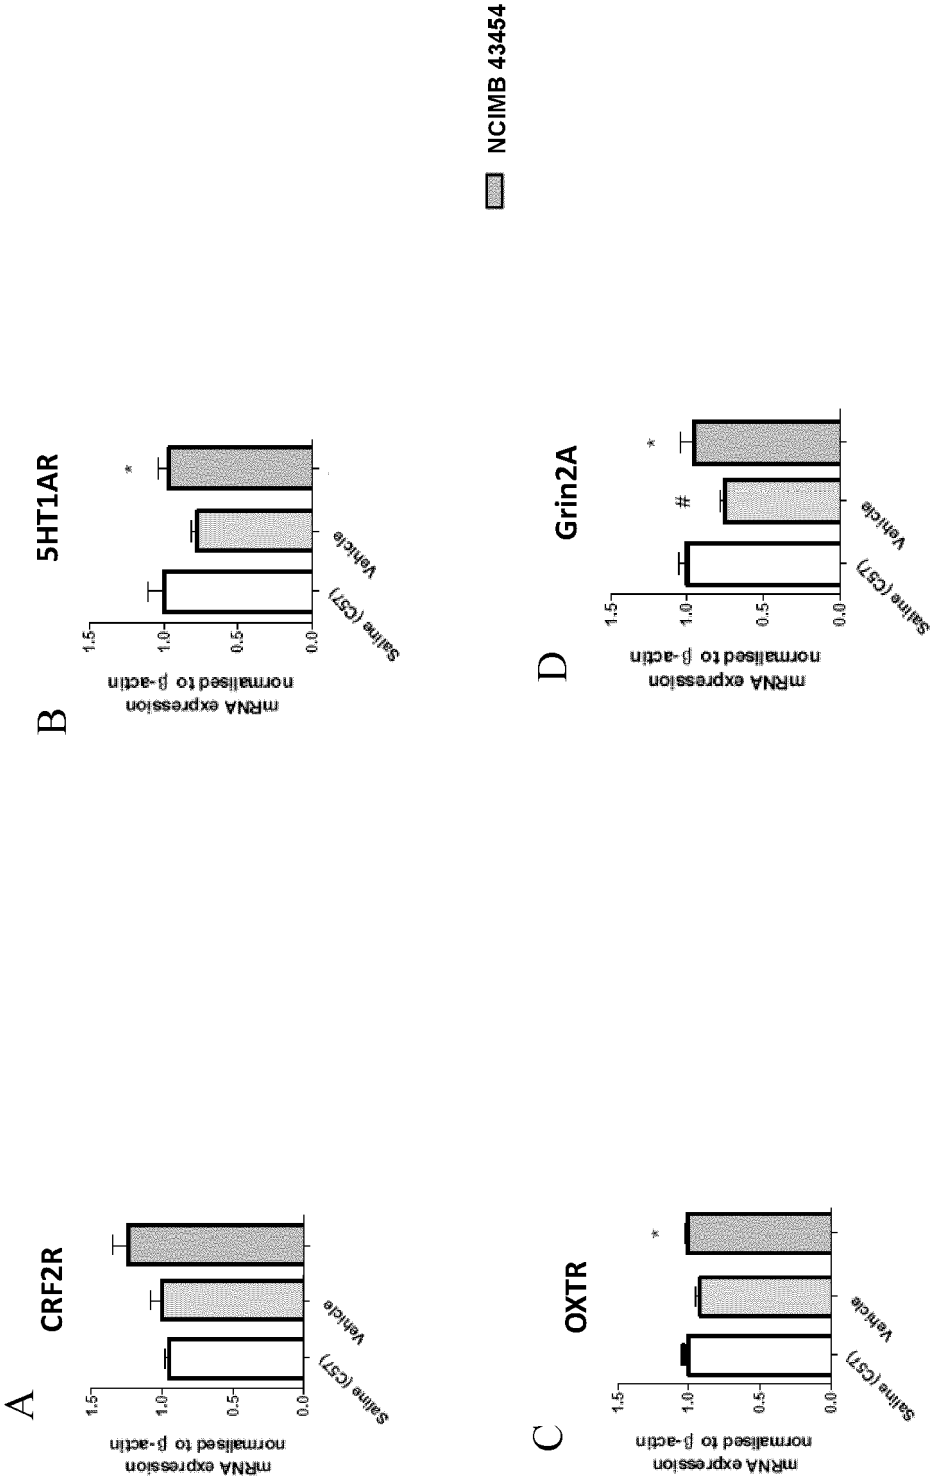 A
CRF2R
mRNA expression
normalised to β-actin
1.5
1.0
0.5
0.0
Saline (C57)
Vehicle
B
5HT1AR
mRNA expression
normalised to β-actin
1.5
1.0
0.5
0.0
*
Saline (C57)
Vehicle
C
OXTR
mRNA expression
normalised to β-actin
1.5
1.0
0.5
0.0
*
Saline (C57)
Vehicle
D
Grin2A
mRNA expression
normalised to β-actin
1.5
1.0
0.5
0.0
#
*
Saline (C57)
Vehicle
NCIMB 43454